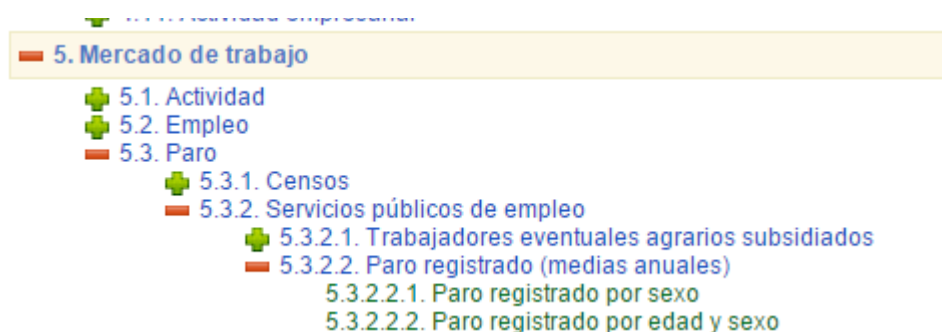 5. Mercado de trabajo
5.1. Actividad
5.2. Empleo
5.3. Paro
5.3.1. Censos
5.3.2. Servicios públicos de empleo
5.3.2.1. Trabajadores eventuales agrarios subsidiados
5.3.2.2. Paro registrado (medias anuales)
5.3.2.2.1. Paro registrado por sexo
5.3.2.2.2. Paro registrado por edad y sexo